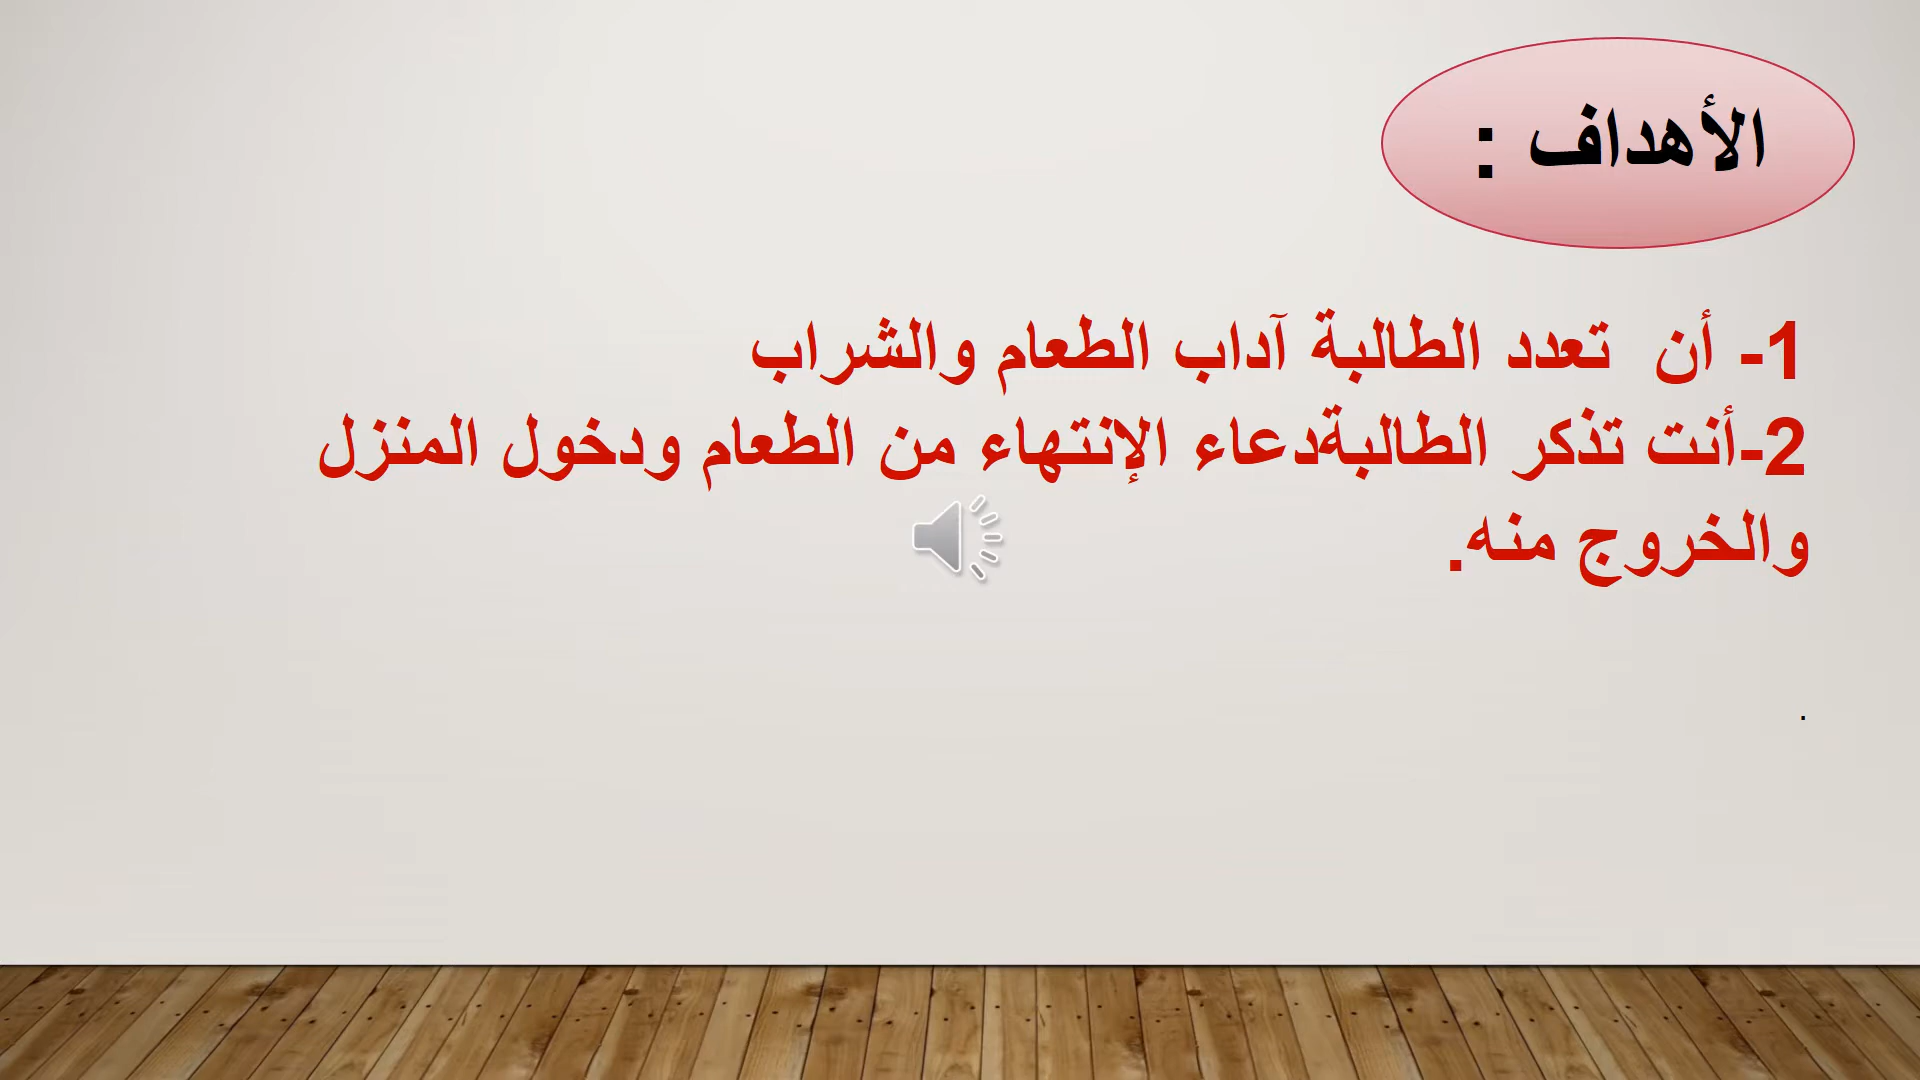 الأهداف :
1- أن تعدد الطالبة آداب الطعام والشراب
2-أنت تذكر الطالبةدعاء الإنتهاء من الطعام ودخول المنزل
والخروج منه.
.